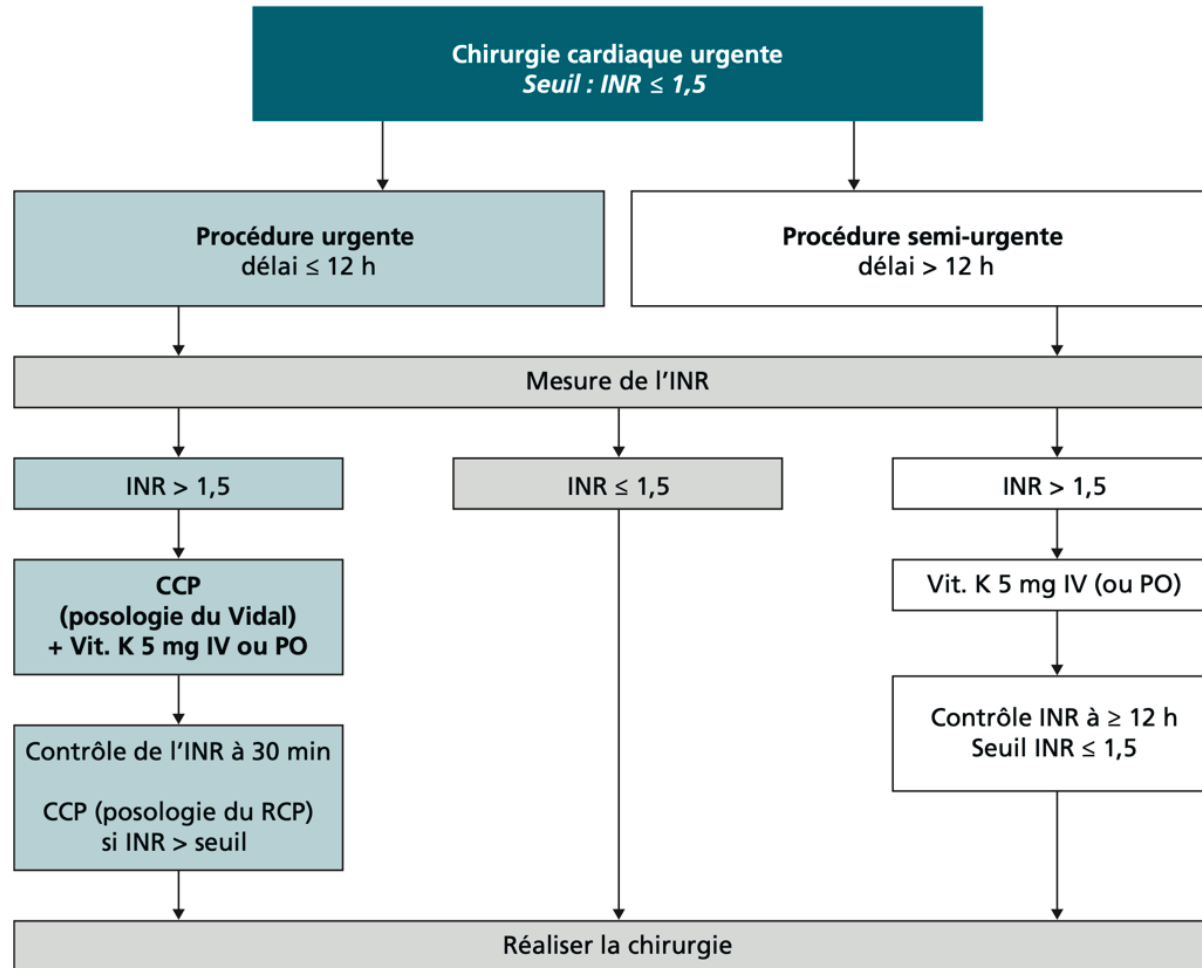 Chirurgie cardiaque urgente
Seuil : INR ≤ 1,5
Procédure urgente
délai ≤ 12 h
Procédure semi-urgente
délai > 12 h
Mesure de l’INR
INR > 1,5
INR ≤ 1,5
INR > 1,5
CCP
(posologie du Vidal)
+ Vit. K 5 mg IV ou PO
Vit. K 5 mg IV (ou PO)
Contrôle de l’INR à 30 min
CCP (posologie du RCP)
si INR > seuil
Contrôle INR à ≥ 12 h
Seuil INR ≤ 1,5
Réaliser la chirurgie